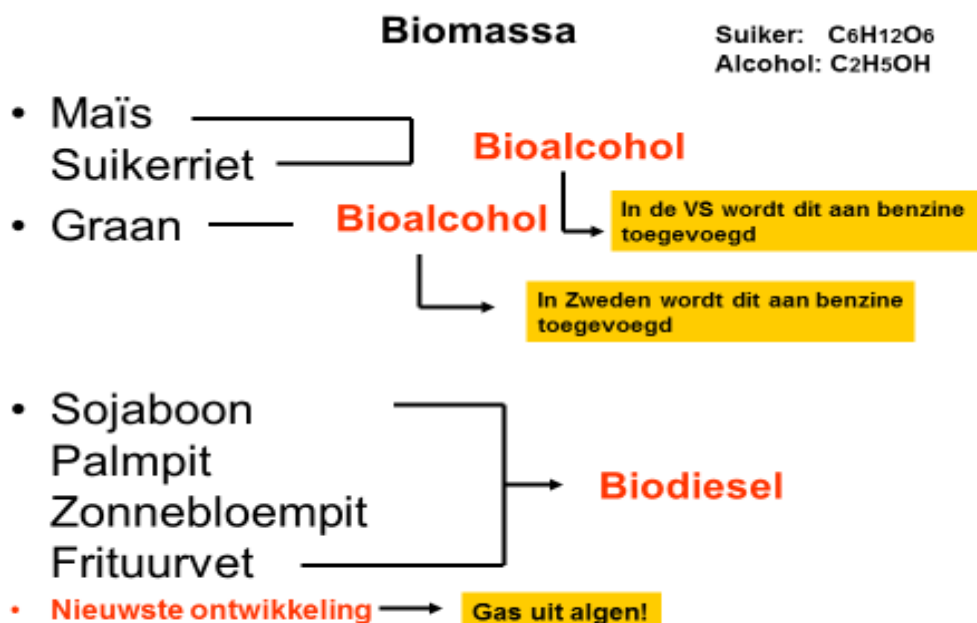 Biomassa
Suiker: C6H12O6
Alcohol: C2H5OH
• Maïs
Suikerriet
Bioalcohol
In de VS wordt dit aan benzine
toegevoegd
• Graan
Bioalcohol
In Zweden wordt dit aan benzine
toegevoegd
• Sojaboon
Palmpit
Zonnebloempit
Frituurvet
Biodiesel
• Nieuwste ontwikkeling
Gas uit algen!